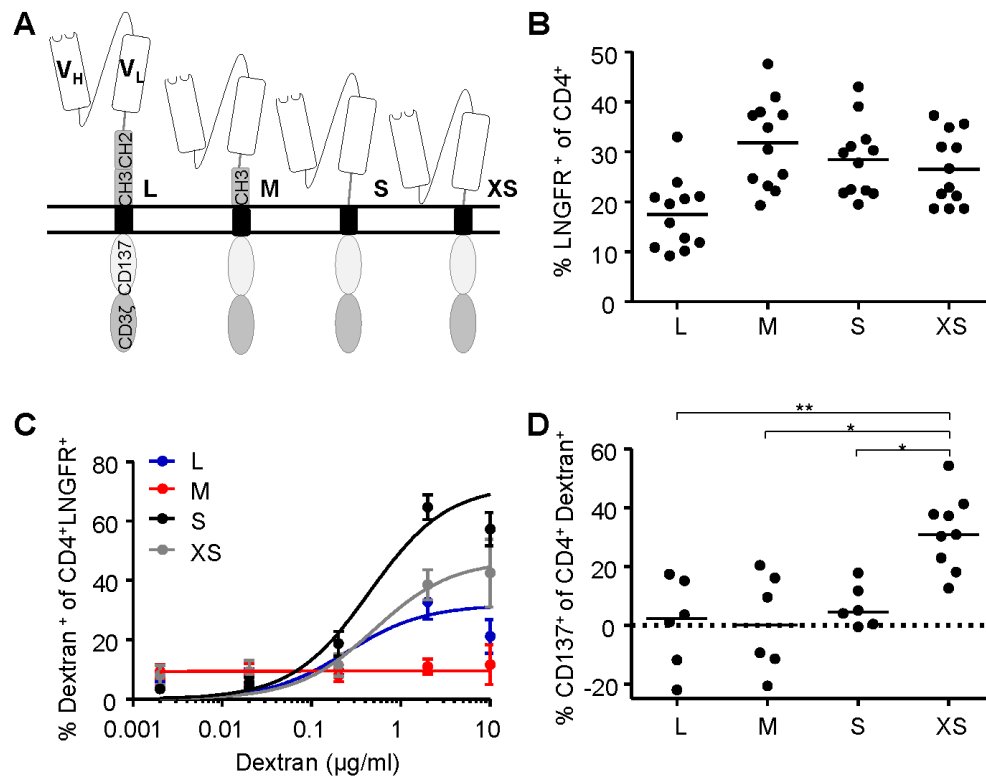 A
V_H V_L
CH3 CH2
CH3
L M S XS
CD137
CD3ζ
B
% LNGFR⁺ of CD4⁺
50
40
30
20
10
0
L M S XS
C
% Dextran⁺ of CD4⁺LNGFR⁺
L
M
S
XS
80
60
40
20
0
0.001 0.01 0.1 1 10
Dextran (µg/ml)
D
**
*
*
% CD137⁺ of CD4⁺ Dextran⁺
60
40
20
0
-20
L M S XS